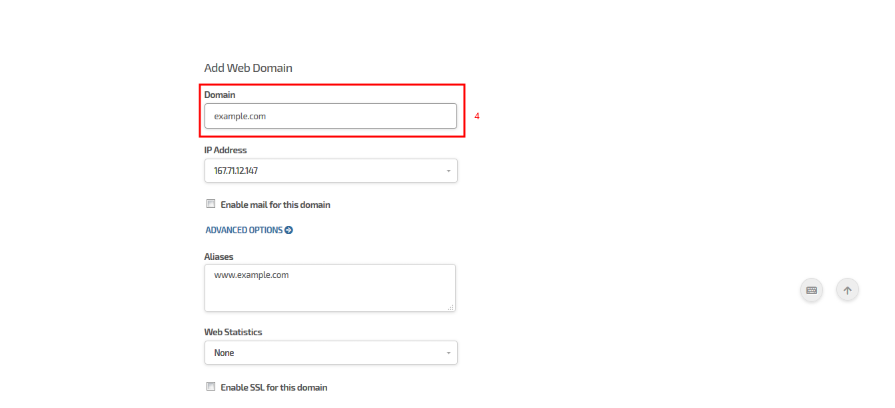 Add Web Domain
Domain
example.com
4
IP Address
167.71.12.147
Enable mail for this domain
ADVANCED OPTIONS
Aliases
www.example.com
Web Statistics
None
Enable SSL for this domain